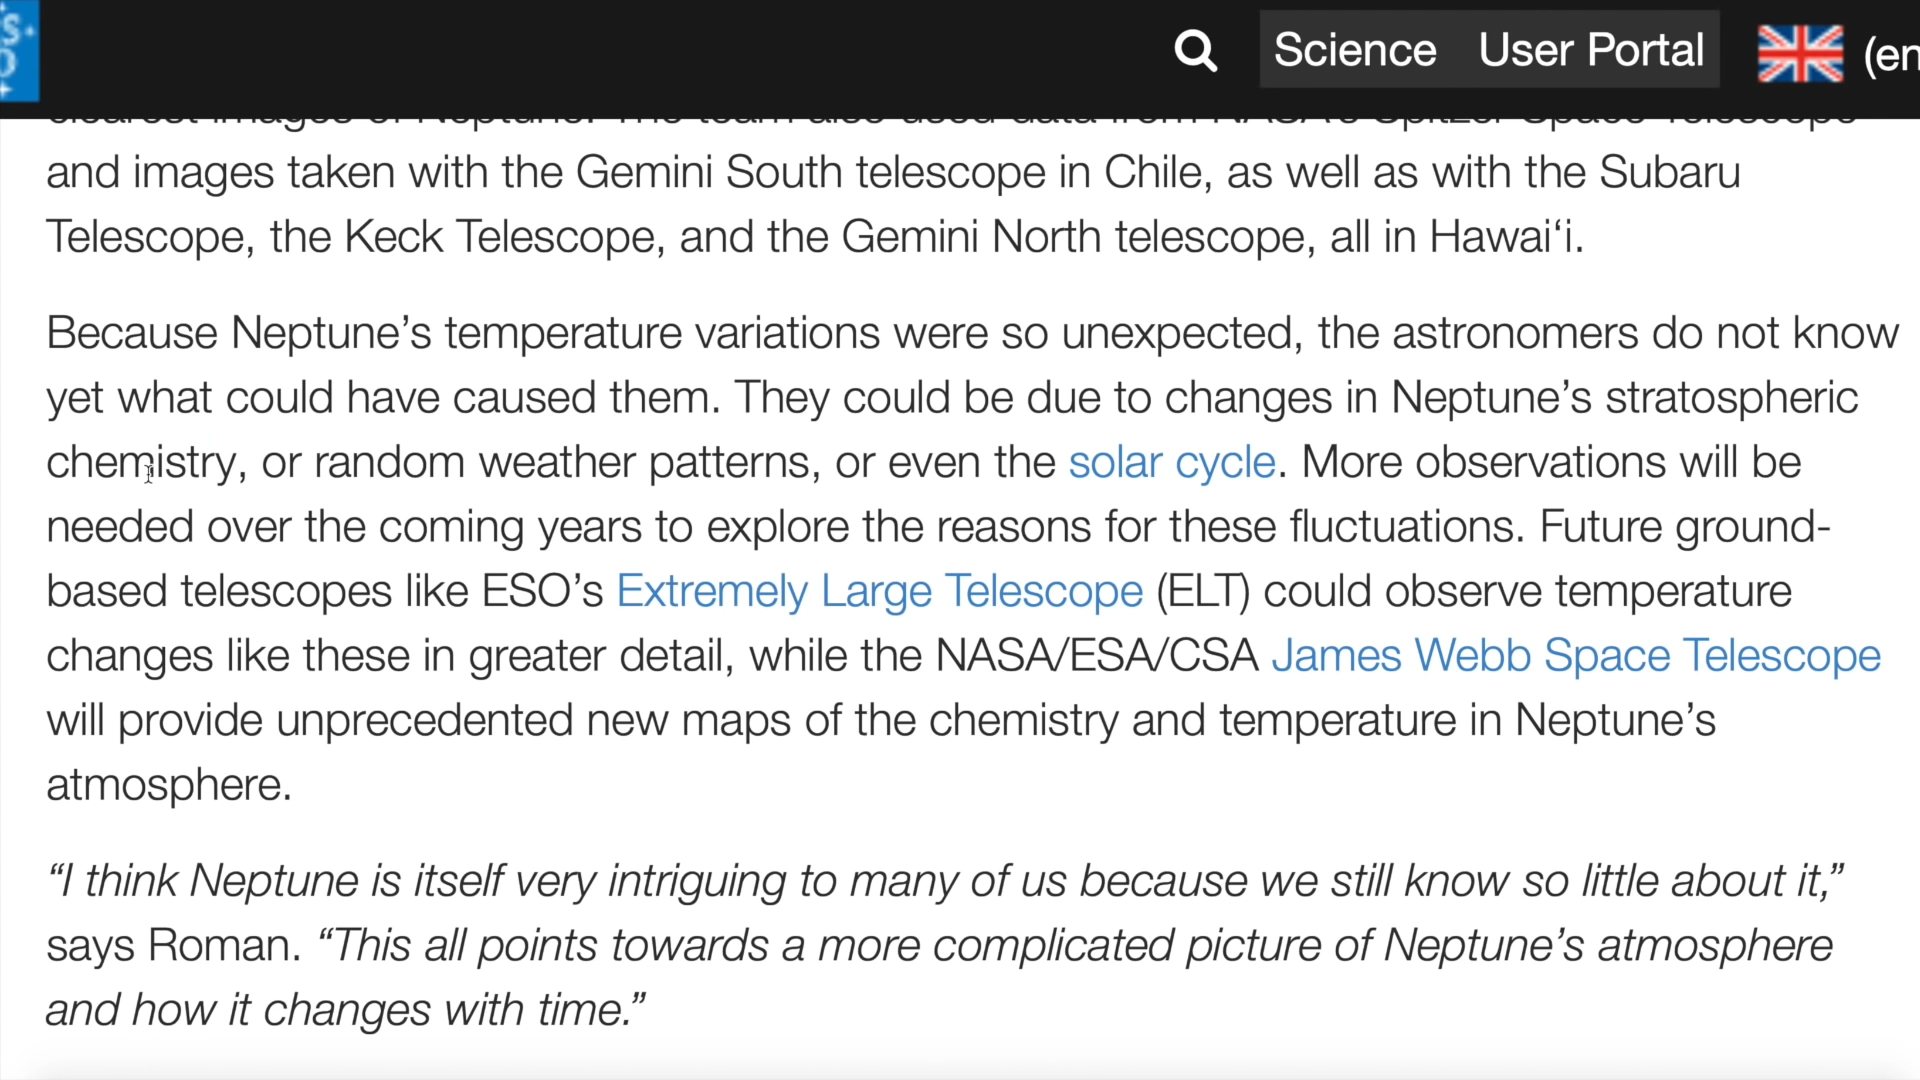 Science User Portal (en
and images taken with the Gemini South telescope in Chile, as well as with the Subaru
Telescope, the Keck Telescope, and the Gemini North telescope, all in Hawaiʻi.
Because Neptune’s temperature variations were so unexpected, the astronomers do not know
yet what could have caused them. They could be due to changes in Neptune’s stratospheric
chemistry, or random weather patterns, or even the solar cycle. More observations will be
needed over the coming years to explore the reasons for these fluctuations. Future ground-
based telescopes like ESO’s Extremely Large Telescope (ELT) could observe temperature
changes like these in greater detail, while the NASA/ESA/CSA James Webb Space Telescope
will provide unprecedented new maps of the chemistry and temperature in Neptune’s
atmosphere.
“I think Neptune is itself very intriguing to many of us because we still know so little about it,”
says Roman. “This all points towards a more complicated picture of Neptune’s atmosphere
and how it changes with time.”